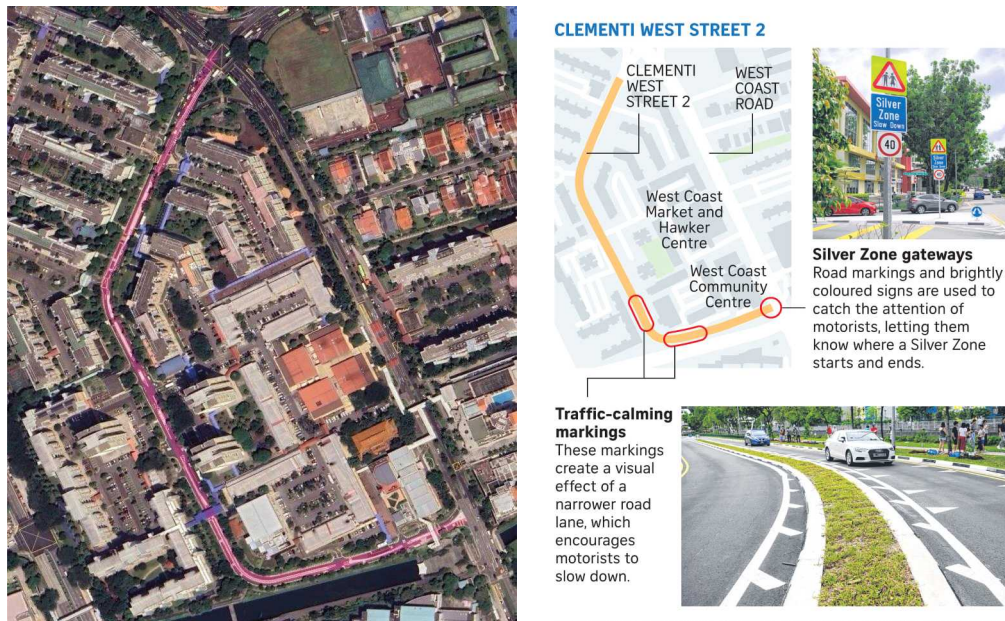 CLEMENTI WEST STREET 2
CLEMENTI
WEST
STREET 2
WEST
COAST
ROAD
West Coast
Market and
Hawker
Centre
West Coast
Community
Centre
Silver
Zone
Slow Down
40
Silver Zone gateways
Road markings and brightly
coloured signs are used to
catch the attention of
motorists, letting them
know where a Silver Zone
starts and ends.
Traffic-calming
markings
These markings
create a visual
effect of a
narrower road
lane, which
encourages
motorists to
slow down.